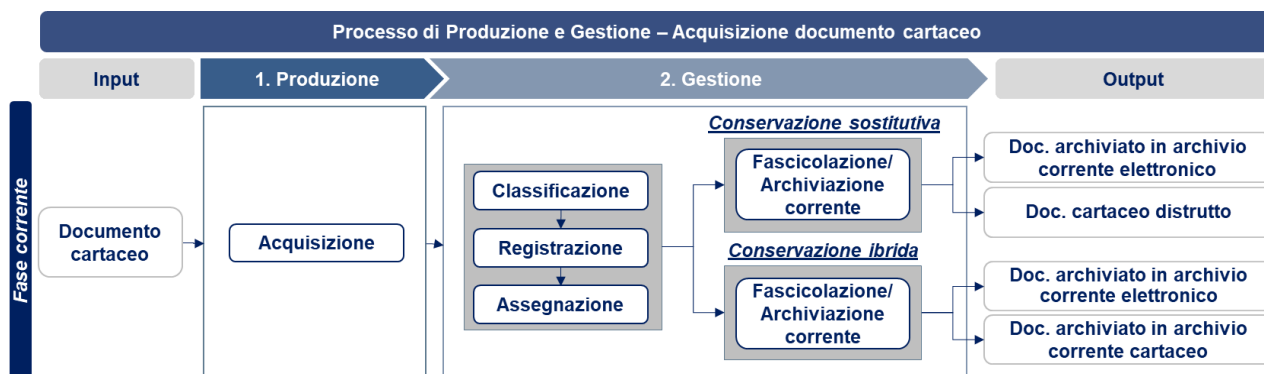 Processo di Produzione e Gestione – Acquisizione documento cartaceo
Input
1. Produzione
2. Gestione
Output
Fase corrente
Documento
cartaceo
Acquisizione
Classificazione
Registrazione
Assegnazione
Conservazione sostitutiva
Fascicolazione/
Archiviazione
corrente
Conservazione ibrida
Fascicolazione/
Archiviazione
corrente
Doc. archiviato in archivio
corrente elettronico
Doc. cartaceo distrutto
Doc. archiviato in archivio
corrente elettronico
Doc. archiviato in archivio
corrente cartaceo